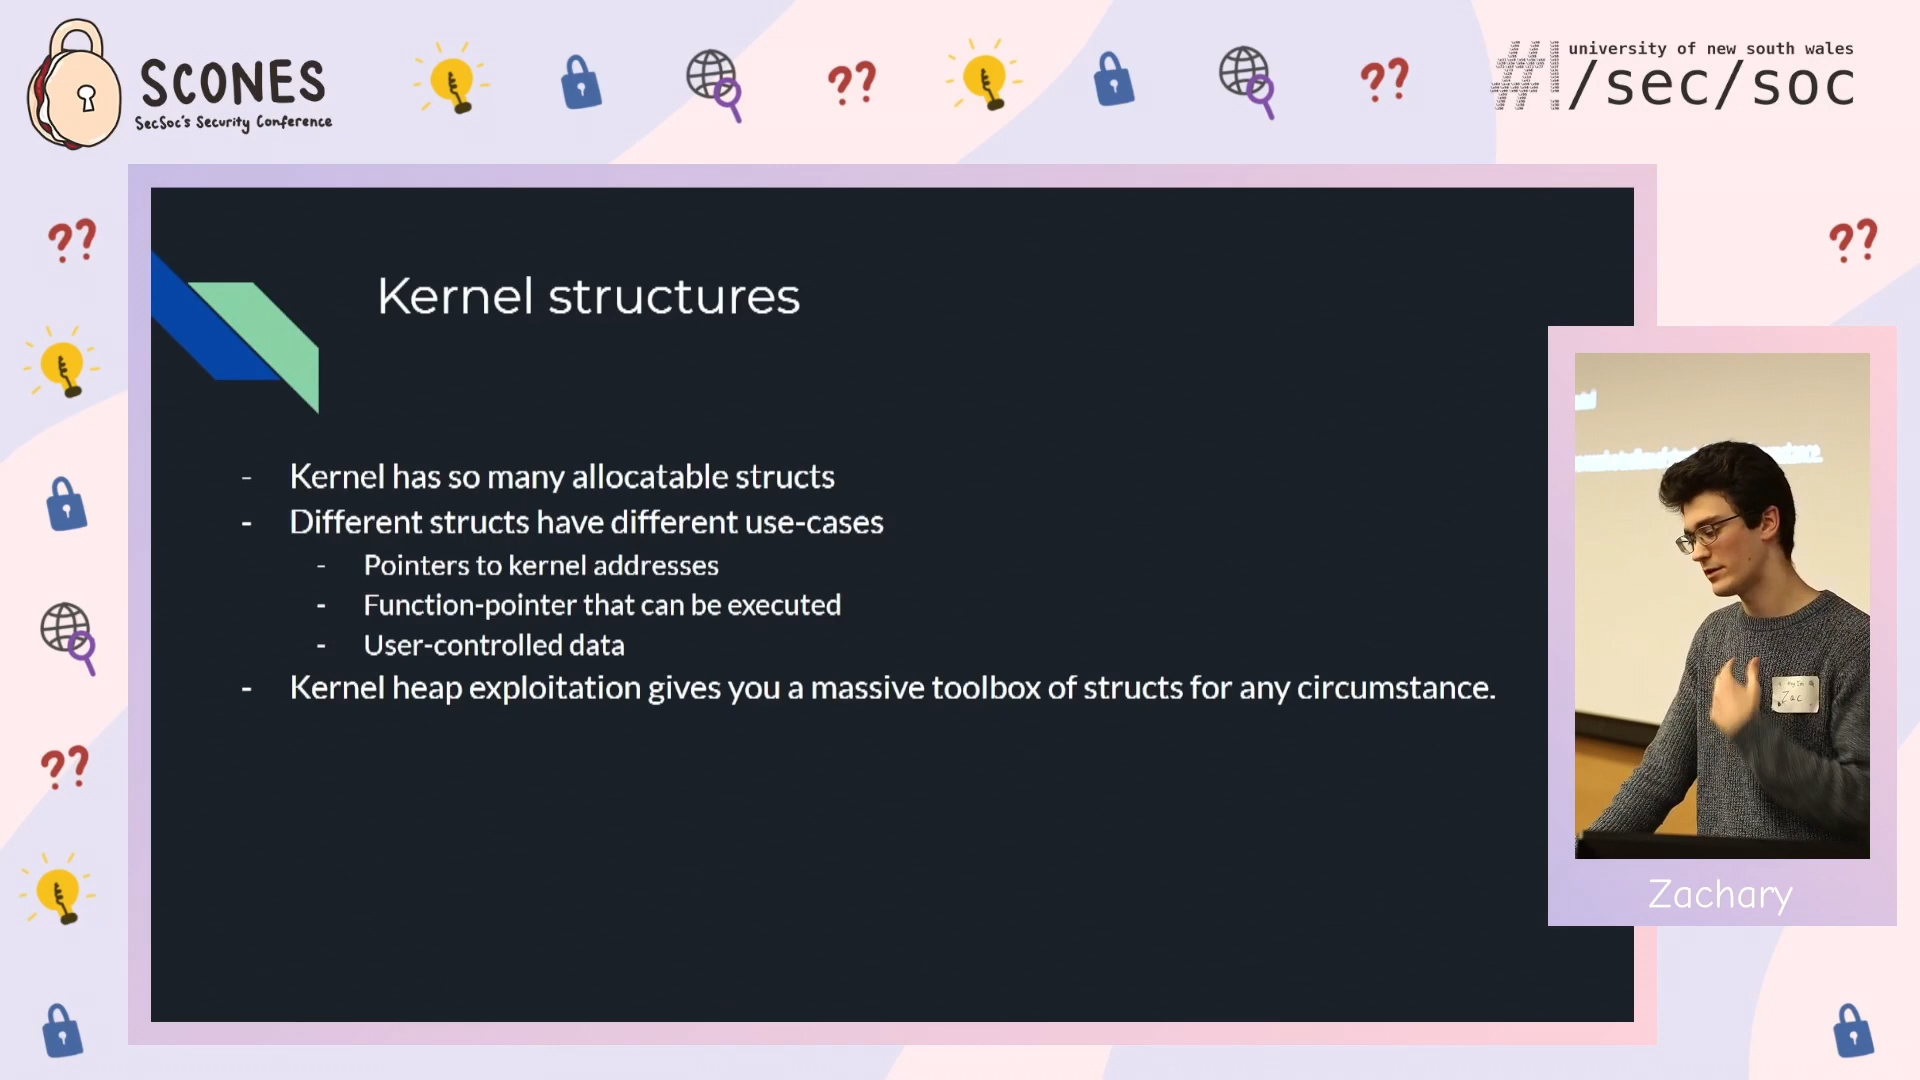 SCONES
SecSoc's Security Conference
university of new south wales
/sec/soc
Kernel structures
- Kernel has so many allocatable structs
- Different structs have different use-cases
- Pointers to kernel addresses
- Function-pointer that can be executed
- User-controlled data
- Kernel heap exploitation gives you a massive toolbox of structs for any circumstance.
Zac
Zachary